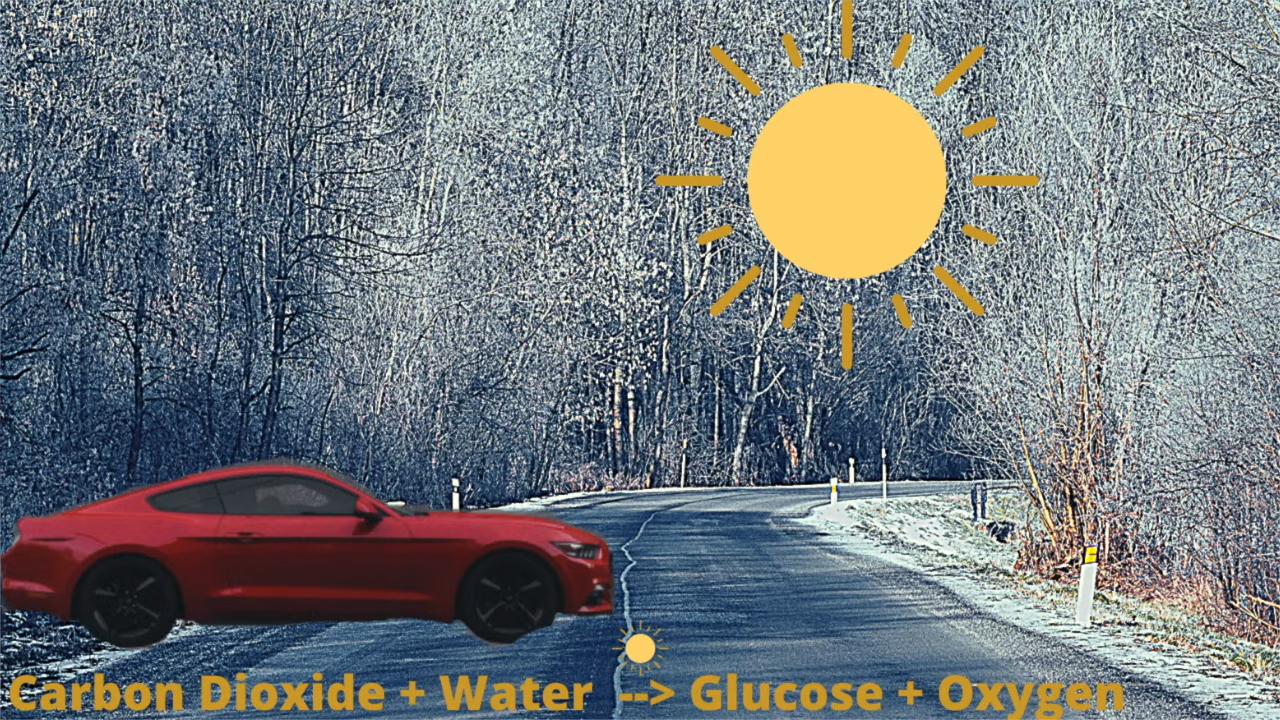 Carbon Dioxide + Water --> Glucose + Oxygen